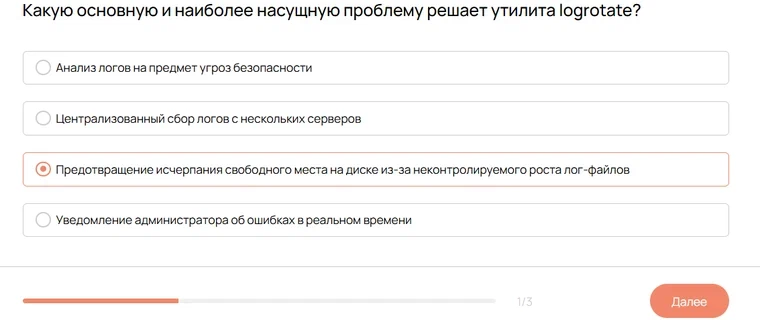 Какую основную и наиболее насущную проблему решает утилита logrotate?
Анализ логов на предмет угроз безопасности
Централизованный сбор логов с нескольких серверов
Предотвращение исчерпания свободного места на диске из-за неконтролируемого роста лог-файлов
Уведомление администратора об ошибках в реальном времени
1/3
Далее